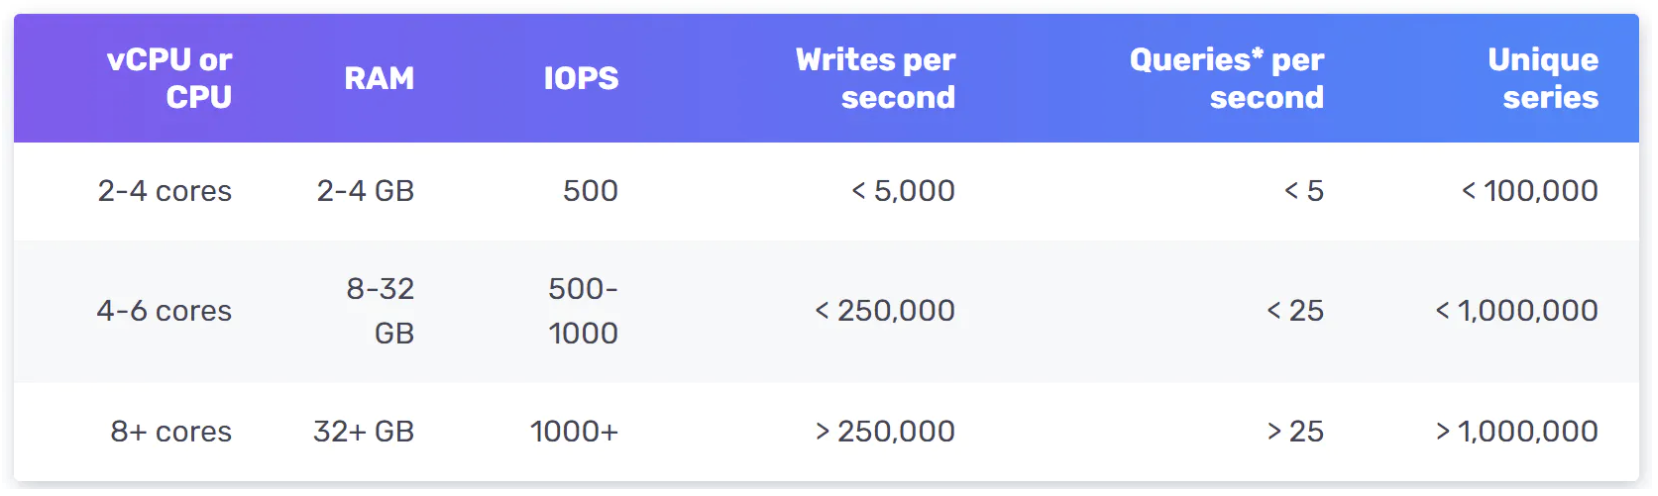 vCPU or CPU RAM IOPS Writes per second Queries* per second Unique series
2-4 cores 2-4 GB 500 < 5,000 < 5 < 100,000
4-6 cores 8-32 GB 500-1000 < 250,000 < 25 < 1,000,000
8+ cores 32+ GB 1000+ > 250,000 > 25 > 1,000,000